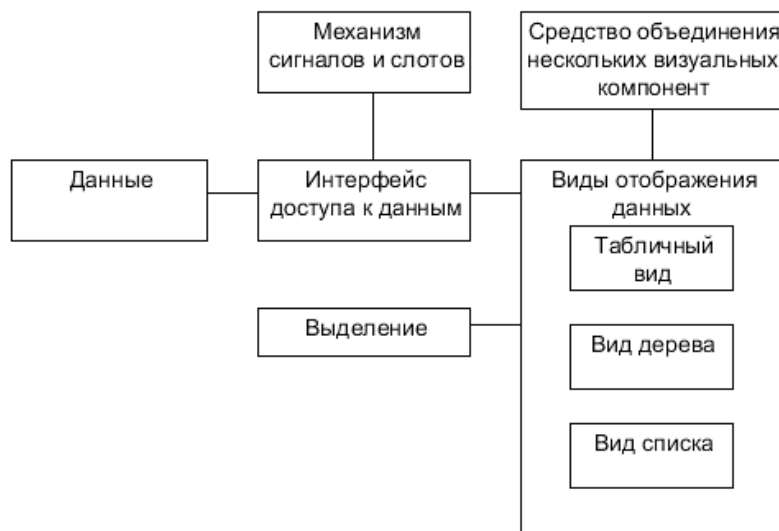 Механизм
сигналов и слотов
Средство объединения
нескольких визуальных
компонент
Данные
Интерфейс
доступа к данным
Виды отображения
данных
Табличный
вид
Выделение
Вид дерева
Вид списка